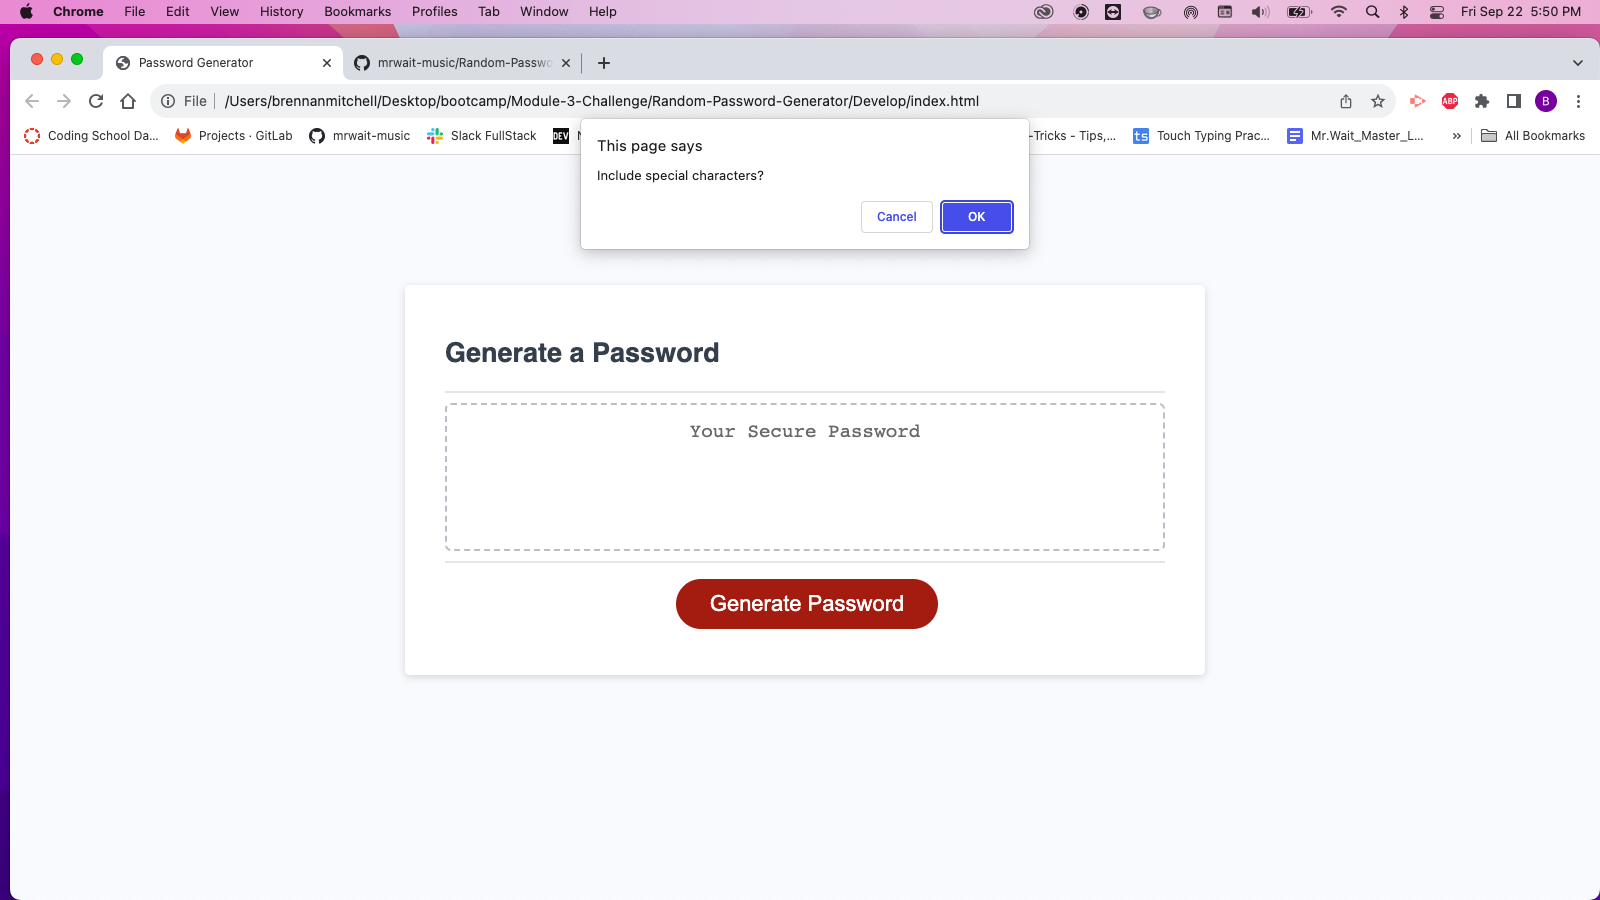 Chrome File Edit View History Bookmarks Profiles Tab Window Help Fri Sep 22 5:50 PM
Password Generator mrwait-music/Random-Passwo
File /Users/brennanmitchell/Desktop/bootcamp/Module-3-Challenge/Random-Password-Generator/Develop/index.html ABP B
Coding School Da... Projects · GitLab mrwait-music Slack FullStack DEV -Tricks - Tips,... ts Touch Typing Prac... Mr.Wait_Master_L... » All Bookmarks
This page says
Include special characters?
Cancel OK
Generate a Password
Your Secure Password
Generate Password